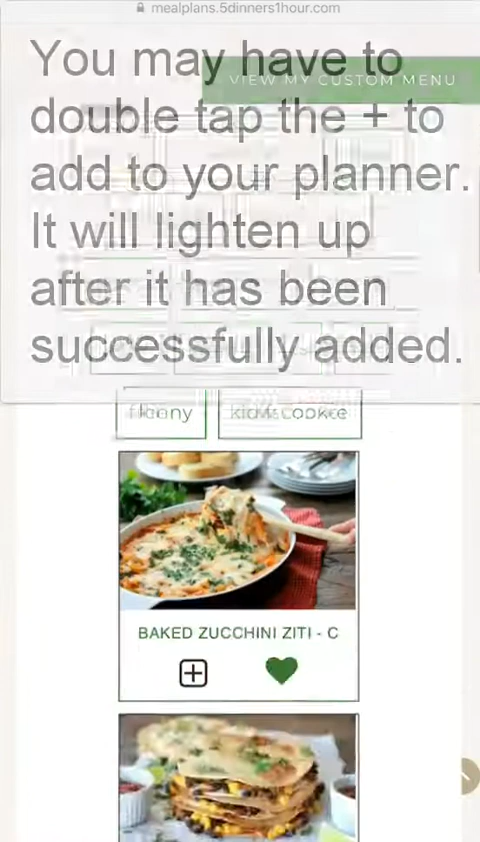 mealplans.5dinners1hour.com
VIEW MY CUSTOM MENU
You may have to
double tap the + to
add to your planner.
It will lighten up
after it has been
successfully added.
BAKED ZUCCHINI ZITI - C